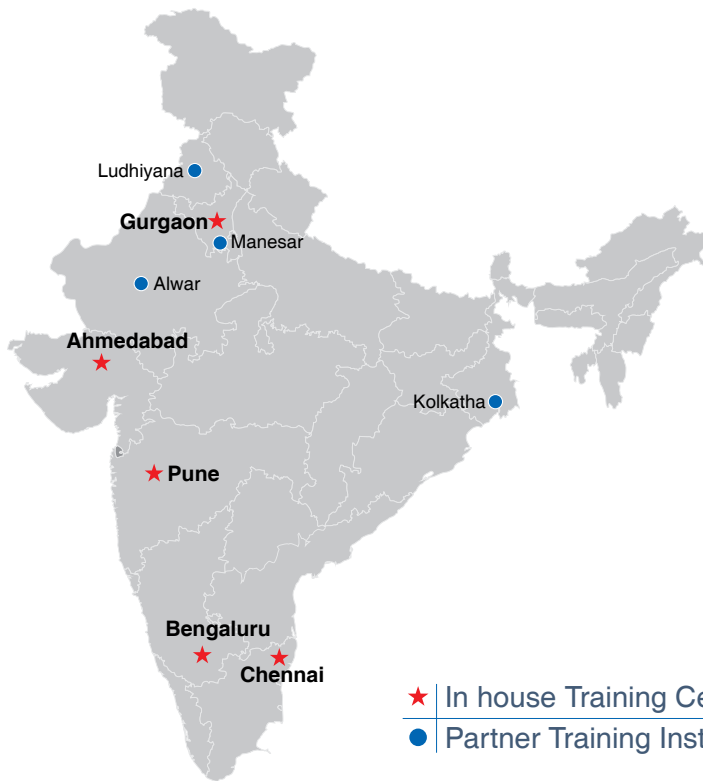 Ludhiyana
Gurgaon
Manesar
Alwar
Ahmedabad
Kolkatha
Pune
Bengaluru
Chennai
In house Training Ce
Partner Training Inst